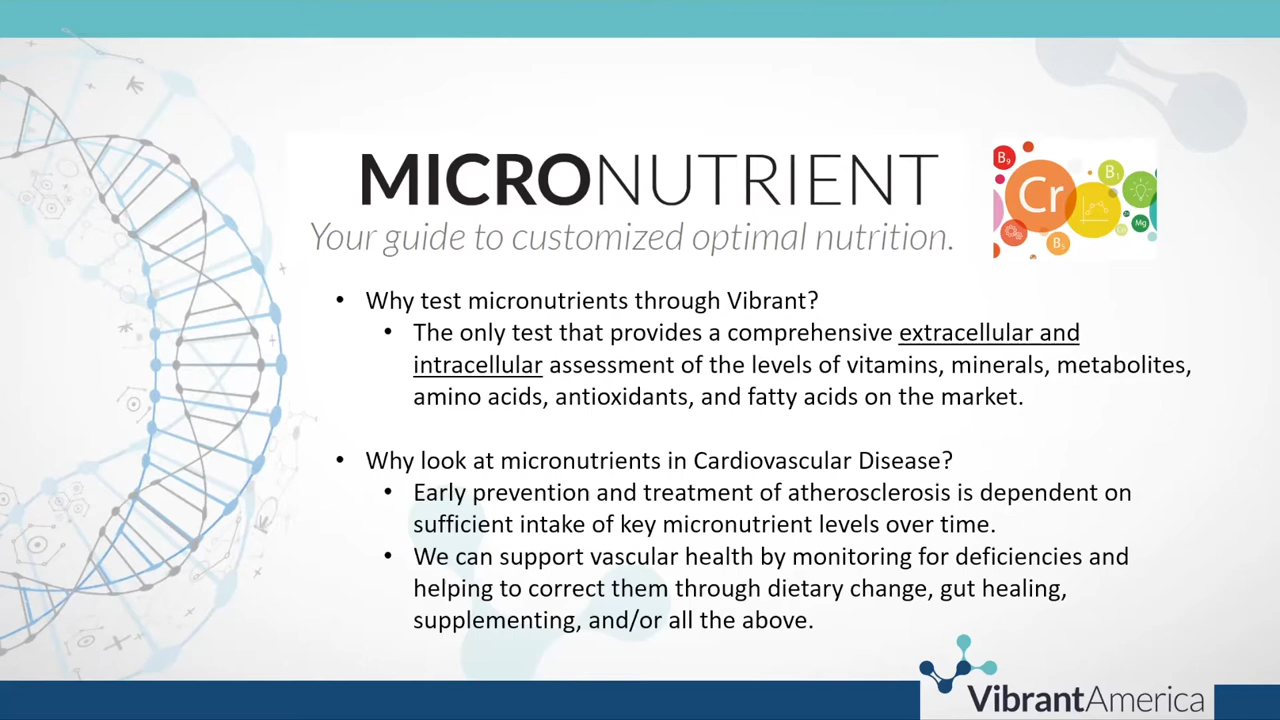 MICRONUTRIENT
Your guide to customized optimal nutrition.
B9
Cr
B1
Mg
• Why test micronutrients through Vibrant?
• The only test that provides a comprehensive extracellular and
intracellular assessment of the levels of vitamins, minerals, metabolites,
amino acids, antioxidants, and fatty acids on the market.
• Why look at micronutrients in Cardiovascular Disease?
• Early prevention and treatment of atherosclerosis is dependent on
sufficient intake of key micronutrient levels over time.
• We can support vascular health by monitoring for deficiencies and
helping to correct them through dietary change, gut healing,
supplementing, and/or all the above.
VibrantAmerica